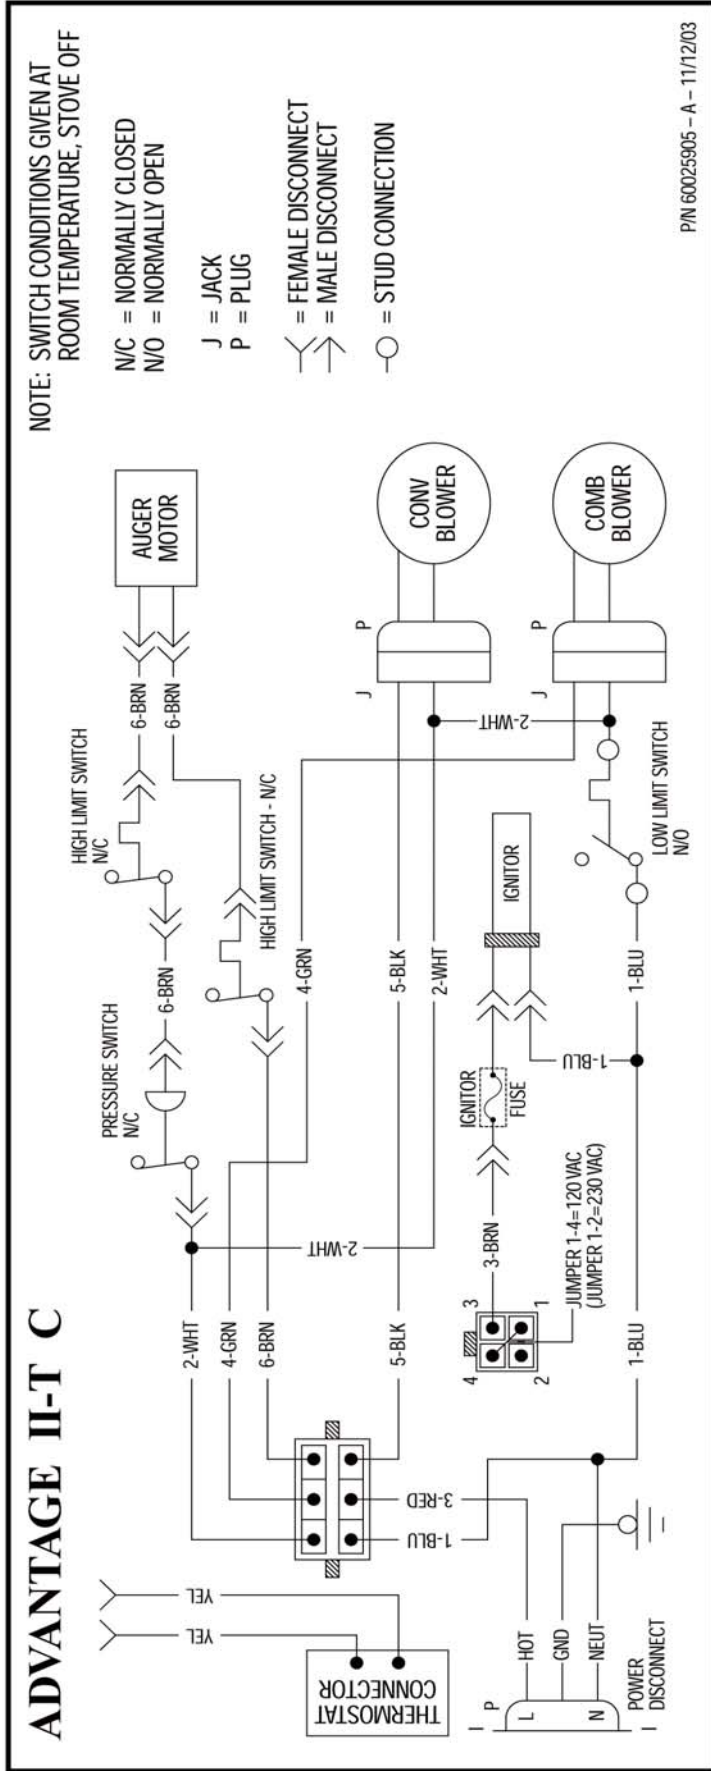 ADVANTAGE II-T C
NOTE: SWITCH CONDITIONS GIVEN AT
ROOM TEMPERATURE, STOVE OFF
N/C = NORMALLY CLOSED
N/O = NORMALLY OPEN
J = JACK
P = PLUG
= FEMALE DISCONNECT
= MALE DISCONNECT
= STUD CONNECTION
HIGH LIMIT SWITCH
N/C
AUGER
MOTOR
PRESSURE SWITCH
N/C
6-BRN
6-BRN
6-BRN
HIGH LIMIT SWITCH - N/C
2-WHT
4-GRN
6-BRN
4-GRN
2-WHT
YEL
YEL
THERMOSTAT
CONNECTOR
5-BLK
5-BLK
2-WHT
J
P
CONV
BLOWER
2-WHT
3-RED
1-BLU
4
3
2
1
3-BRN
IGNITOR
FUSE
IGNITOR
1-BLU
JUMPER 1-4=120 VAC
(JUMPER 1-2=230 VAC)
J
P
COMB
BLOWER
P
L
N
HOT
GND
NEUT
POWER
DISCONNECT
1-BLU
1-BLU
LOW LIMIT SWITCH
N/O
P/N 60025905 – A – 11/12/03